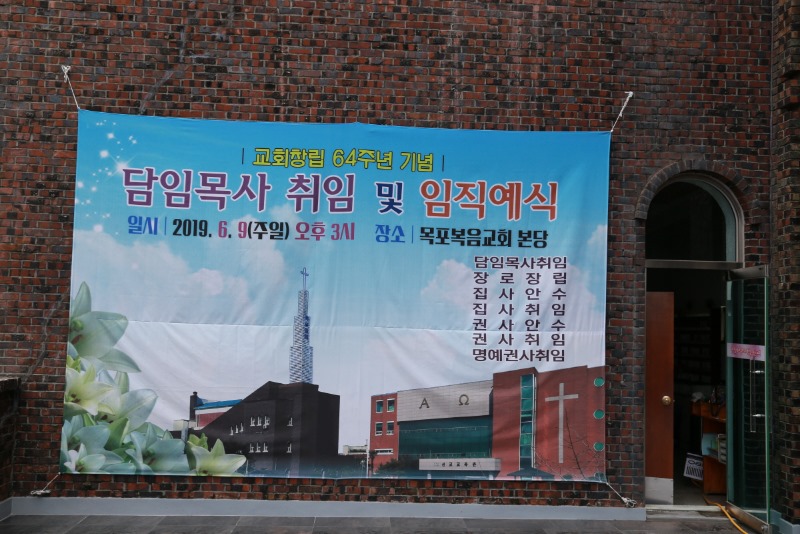 교회창립 64주년 기념
담임목사 취임 및 임직예식
일시 | 2019. 6. 9(주일) 오후 3시 장소 | 목포복음교회 본당
담임목사취임
장로장립
집사안수
집사취임
권사안수
권사취임
명예권사취임
Α Ω